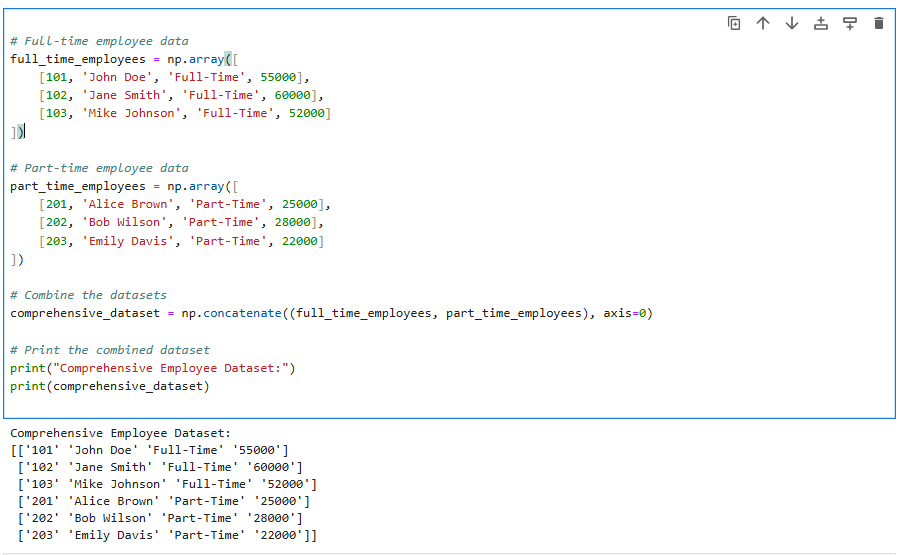 # Full-time employee data
full_time_employees = np.array([
    [101, 'John Doe', 'Full-Time', 55000],
    [102, 'Jane Smith', 'Full-Time', 60000],
    [103, 'Mike Johnson', 'Full-Time', 52000]
])
# Part-time employee data
part_time_employees = np.array([
    [201, 'Alice Brown', 'Part-Time', 25000],
    [202, 'Bob Wilson', 'Part-Time', 28000],
    [203, 'Emily Davis', 'Part-Time', 22000]
])
# Combine the datasets
comprehensive_dataset = np.concatenate((full_time_employees, part_time_employees), axis=0)
# Print the combined dataset
print("Comprehensive Employee Dataset:")
print(comprehensive_dataset)
Comprehensive Employee Dataset:
[['101' 'John Doe' 'Full-Time' '55000']
 ['102' 'Jane Smith' 'Full-Time' '60000']
 ['103' 'Mike Johnson' 'Full-Time' '52000']
 ['201' 'Alice Brown' 'Part-Time' '25000']
 ['202' 'Bob Wilson' 'Part-Time' '28000']
 ['203' 'Emily Davis' 'Part-Time' '22000']]